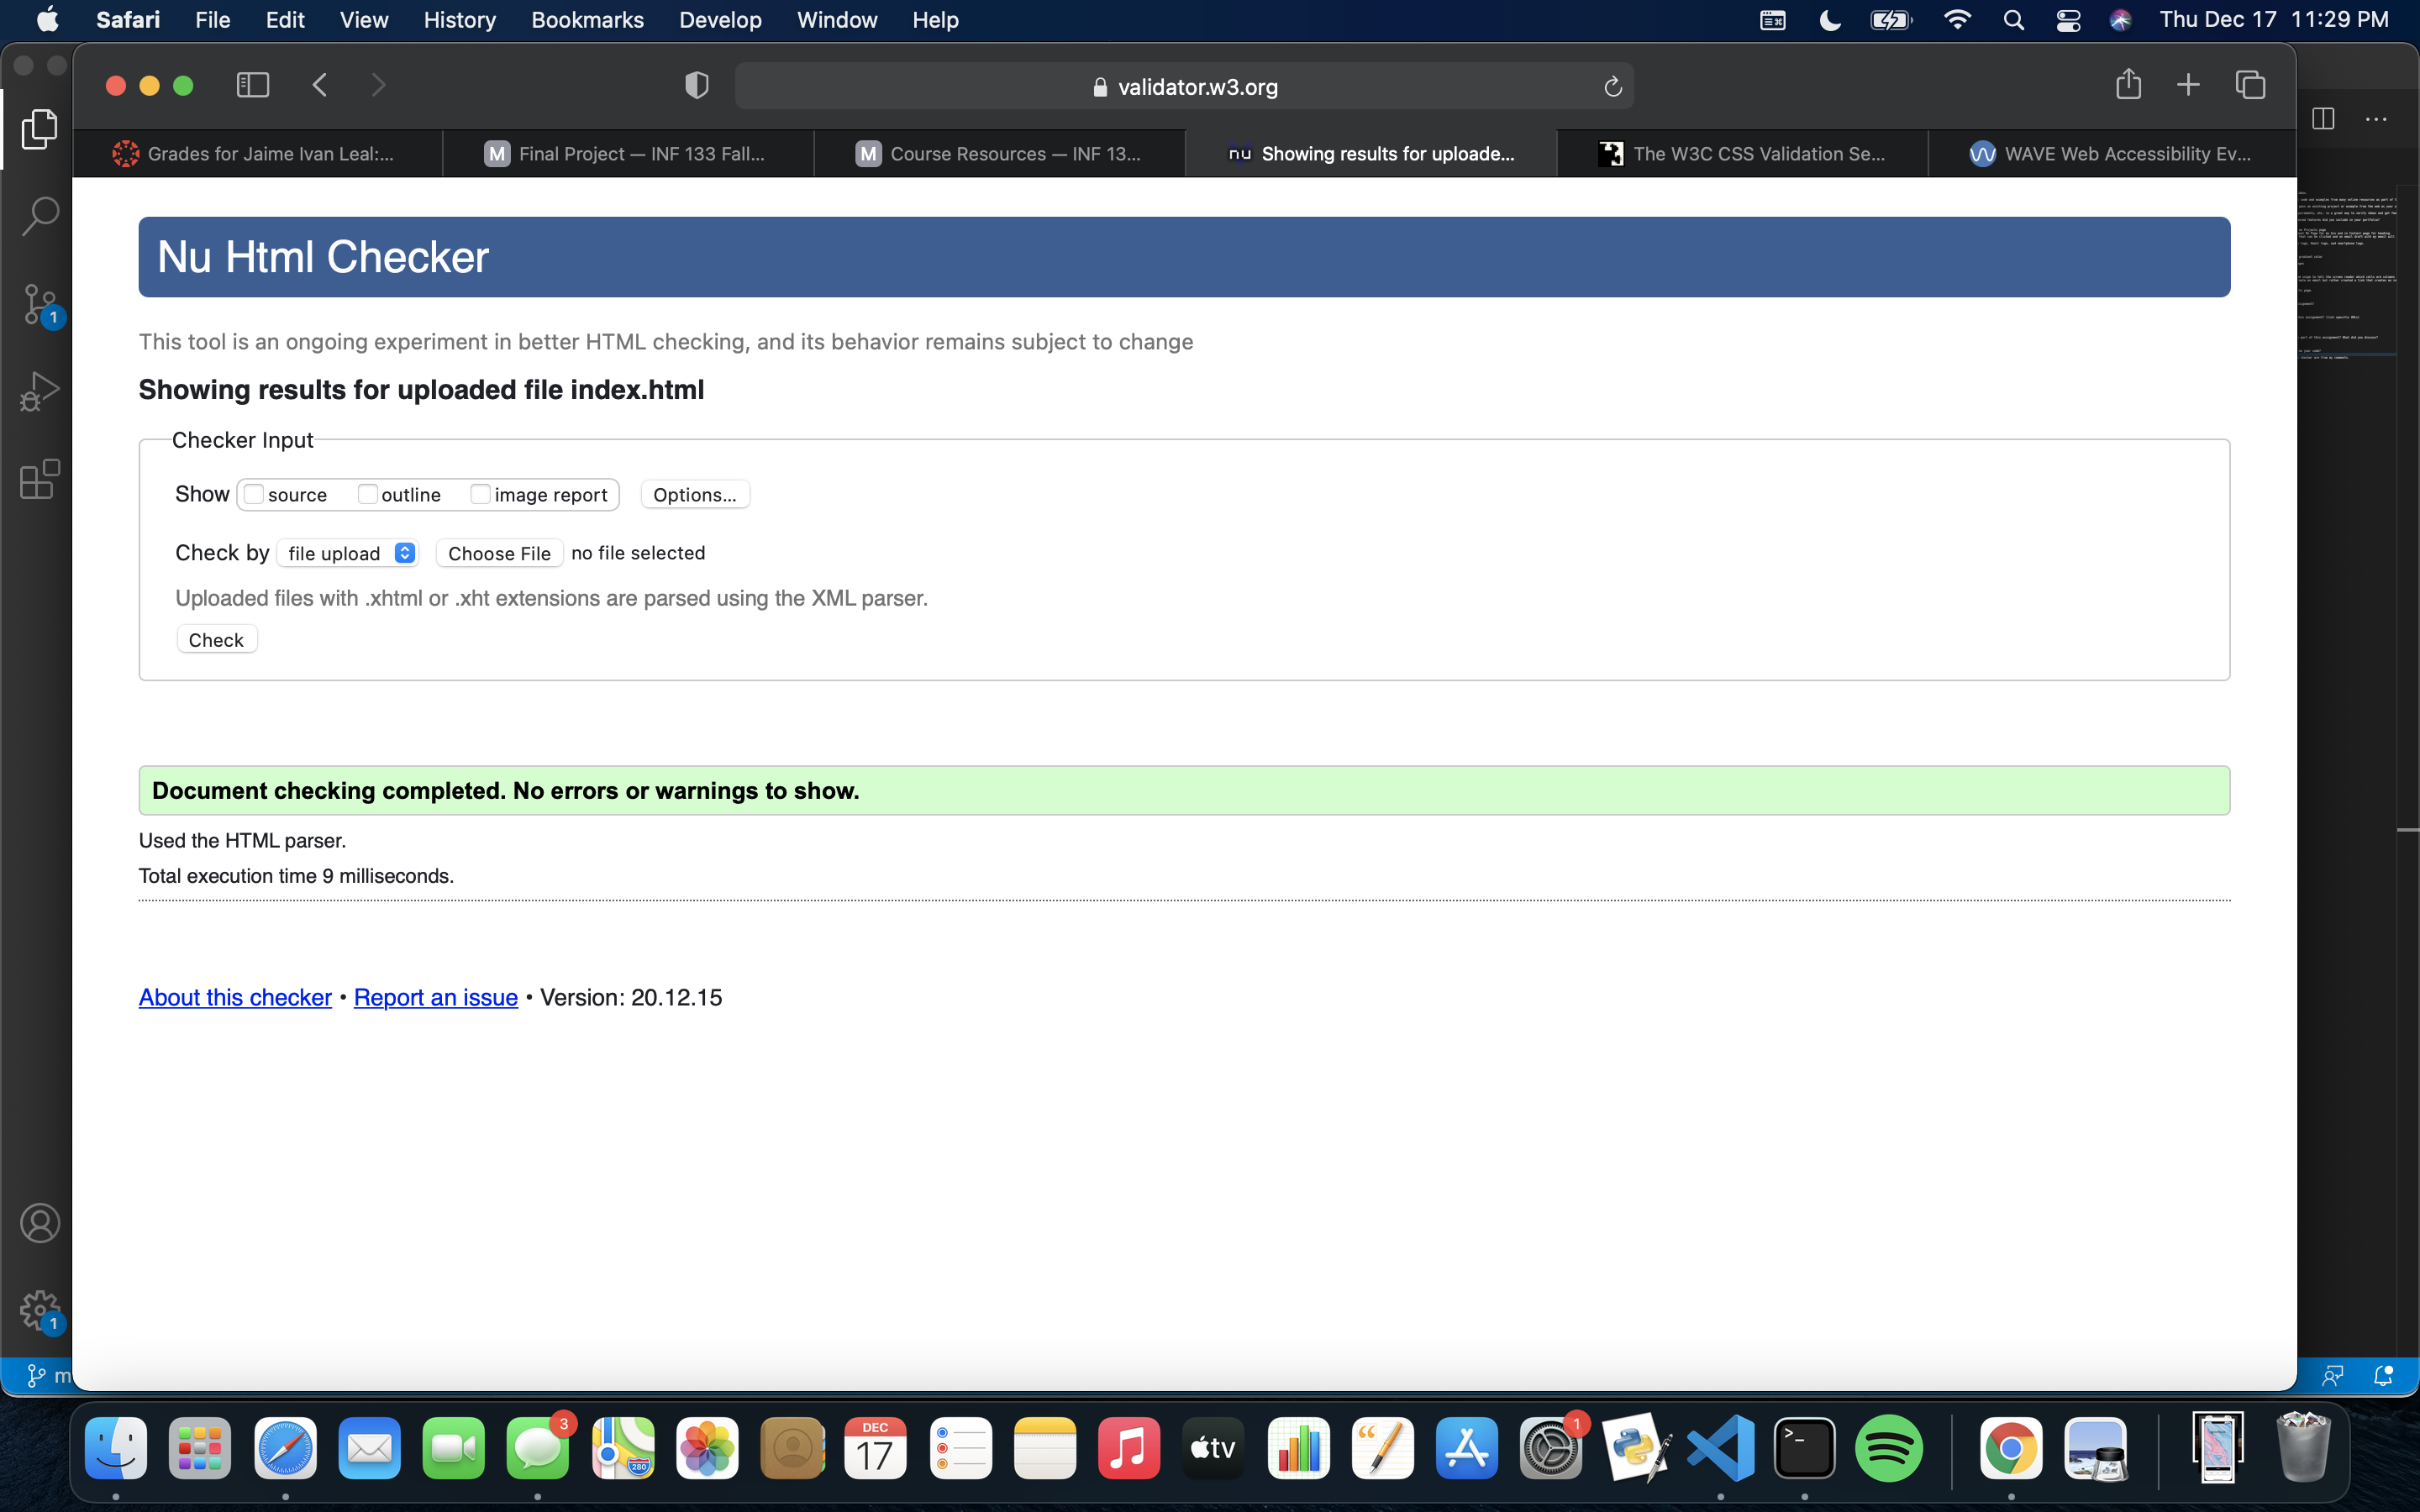 Safari File Edit View History Bookmarks Develop Window Help Thu Dec 17 11:29 PM
validator.w3.org
Grades for Jaime Ivan Leal:... M Final Project — INF 133 Fall... M Course Resources — INF 13... nu Showing results for uploade... The W3C CSS Validation Se... WAVE Web Accessibility Ev...
Nu Html Checker
This tool is an ongoing experiment in better HTML checking, and its behavior remains subject to change
Showing results for uploaded file index.html
Checker Input
Show source outline image report Options...
1
Check by file upload Choose File no file selected
Uploaded files with .xhtml or .xht extensions are parsed using the XML parser.
Check
Document checking completed. No errors or warnings to show.
Used the HTML parser.
Total execution time 9 milliseconds.
About this checker • Report an issue • Version: 20.12.15
1
m
3 280 DEC 17 tv 1 >_